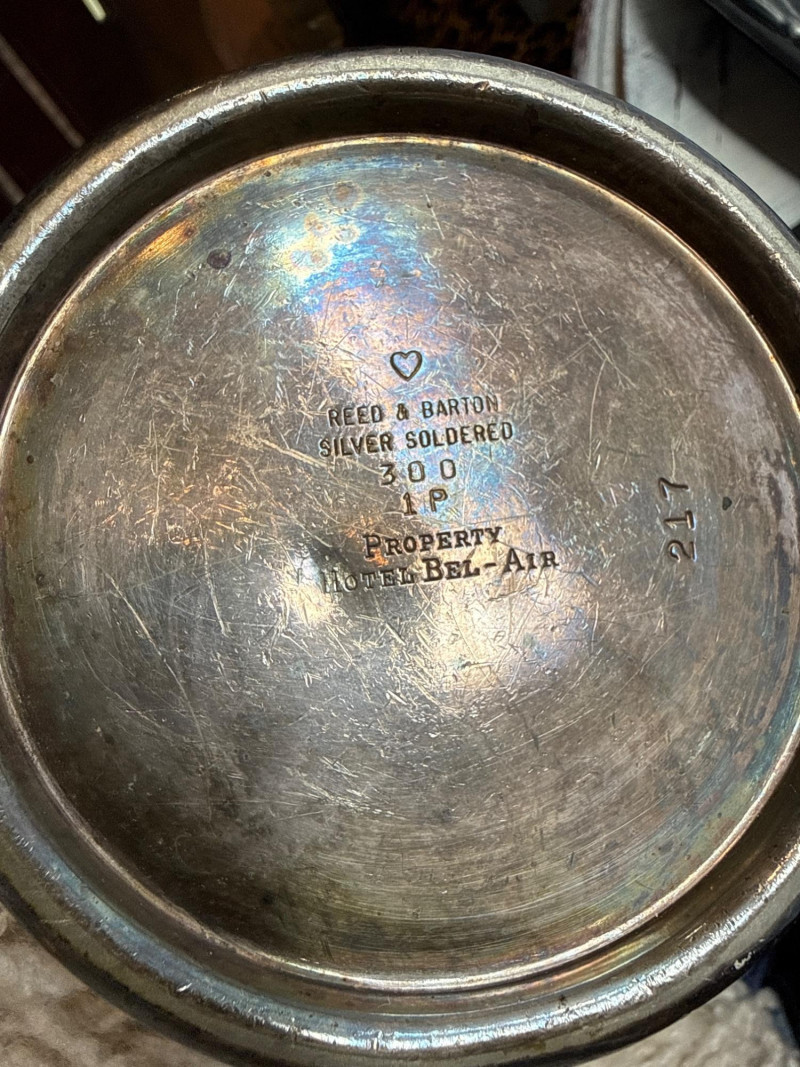 REED & BARTON
SILVER SOLDERED
300
1P
PROPERTY
HOTEL BEL-AIR
217